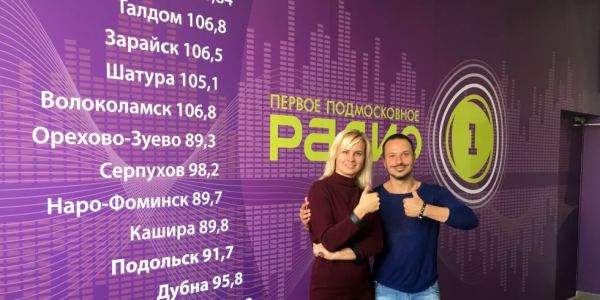 Талдом 106,8
Зарайск 106,5
Шатура 105,1
Волоколамск 106,8
Орехово-Зуево 89,3
Серпухов 98,2
Наро-Фоминск 89,7
Кашира 89,8
Подольск 91,7
Дубна 95,8
ПЕРВОЕ ПОДМОСКОВНОЕ
РАДИО
1